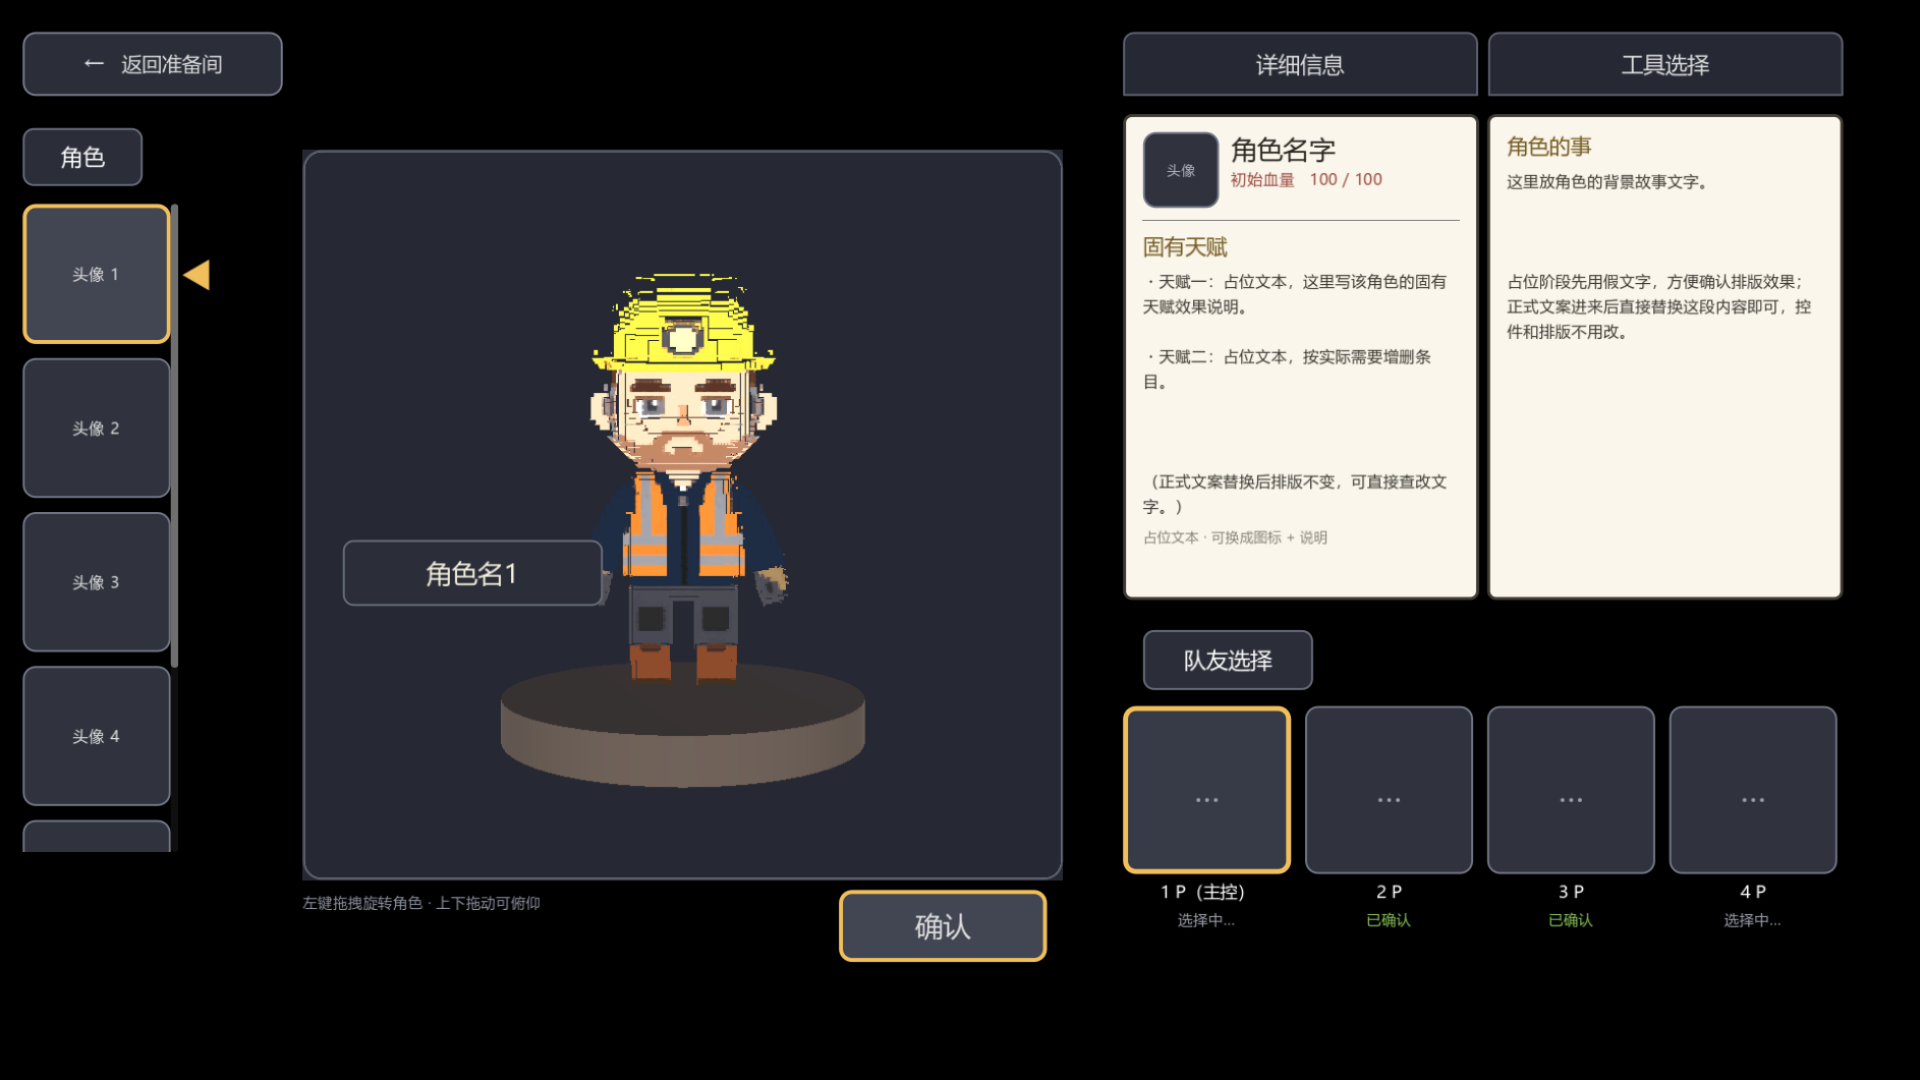 ← 返回准备间
角色
头像 1
头像 2
头像 3
头像 4
角色名1
左键拖拽旋转角色 · 上下拖动可俯仰
确认
详细信息
工具选择
头像
角色名字
初始血量 100 / 100
固有天赋
· 天赋一：占位文本，这里写该角色的固有
天赋效果说明。
· 天赋二：占位文本，按实际需要增删条
目。
（正式文案替换后排版不变，可直接查改文
字。）
占位文本 · 可换成图标 + 说明
角色的事
这里放角色的背景故事文字。
占位阶段先用假文字，方便确认排版效果；
正式文案进来后直接替换这段内容即可，控
件和排版不用改。
队友选择
...
...
...
...
1 P（主控）
选择中...
2 P
已确认
3 P
已确认
4 P
选择中...